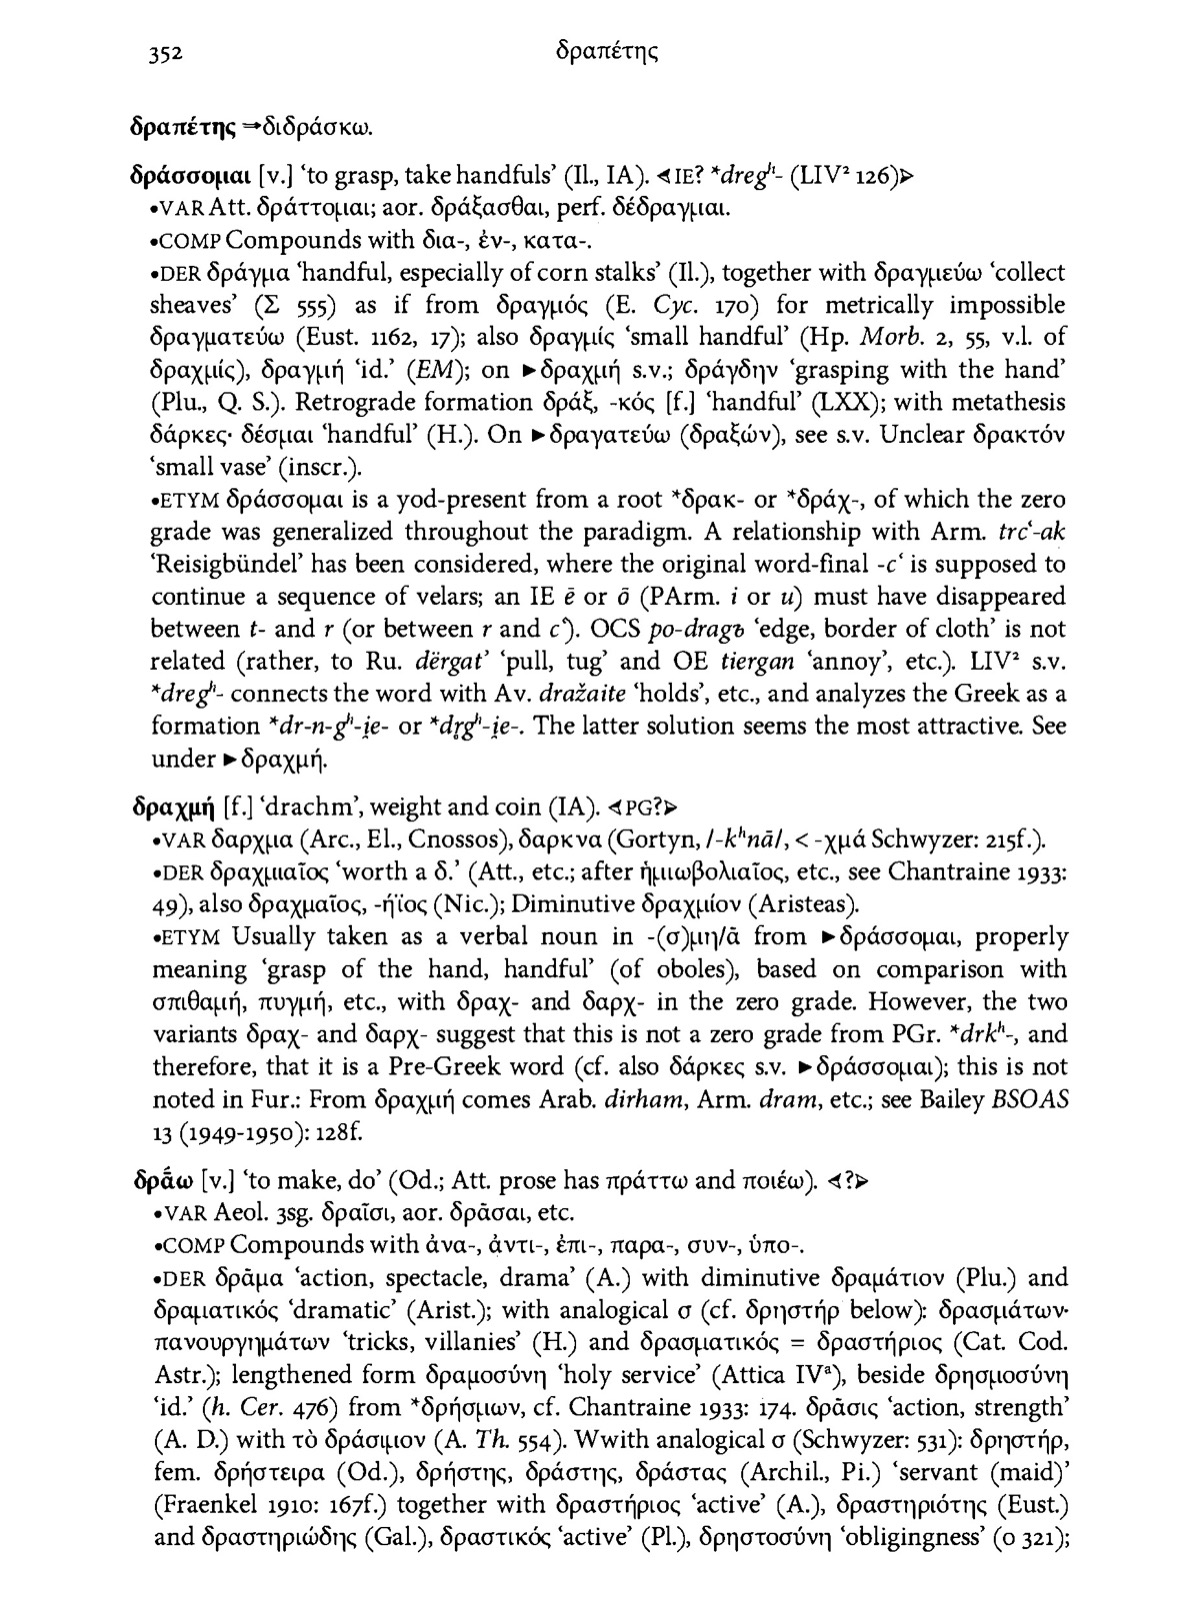 352 δραπέτης
δραπέτης ⇒διδράσκω.
δράσσομαι [v.] ‘to grasp, take handfuls’ (Il., IA). ⊲IE? *dregʰ- (LIV² 126)⊳
•VAR Att. δράττομαι; aor. δράξασθαι, perf. δέδραγμαι.
•COMP Compounds with δια-, ἐν-, κατα-.
•DER δράγμα ‘handful, especially of corn stalks’ (Il.), together with δραγμεύω ‘collect
sheaves’ (Σ 555) as if from δραγμός (E. Cyc. 170) for metrically impossible
δραγματεύω (Eust. 1162, 17); also δραγμίς ‘small handful’ (Hp. Morb. 2, 55, v.l. of
δραχμίς), δραγμή ‘id.’ (EM); on ►δραχμή s.v.; δράγδην ‘grasping with the hand’
(Plu., Q. S.). Retrograde formation δράξ, -κός [f.] ‘handful’ (LXX); with metathesis
δάρκες· δέσμαι ‘handful’ (H.). On ►δραγατεύω (δραξών), see s.v. Unclear δρακτόν
‘small vase’ (inscr.).
•ETYM δράσσομαι is a yod-present from a root *δρακ- or *δράχ-, of which the zero
grade was generalized throughout the paradigm. A relationship with Arm. trcʻ-ak
‘Reisigbündel’ has been considered, where the original word-final -cʻ is supposed to
continue a sequence of velars; an IE ē or ō (PArm. i or u) must have disappeared
between t- and r (or between r and cʻ). OCS po-dragъ ‘edge, border of cloth’ is not
related (rather, to Ru. dërgat’ ‘pull, tug’ and OE tiergan ‘annoy’, etc.). LIV² s.v.
*dregʰ- connects the word with Av. dražaite ‘holds’, etc., and analyzes the Greek as a
formation *dr-n-gʰ-i̯e- or *dr̥gʰ-i̯e-. The latter solution seems the most attractive. See
under ►δραχμή.
δραχμή [f.] ‘drachm’, weight and coin (IA). ⊲PG?⊳
•VAR δαρχμα (Arc., El., Cnossos), δαρκνα (Gortyn, /-kʰnā/, < -χμά Schwyzer: 215f.).
•DER δραχμιαῖος ‘worth a δ.’ (Att., etc.; after ἡμιωβολιαῖος, etc., see Chantraine 1933:
49), also δραχμαῖος, -ήϊος (Nic.); Diminutive δραχμίον (Aristeas).
•ETYM Usually taken as a verbal noun in -(σ)μη/ᾱ from ►δράσσομαι, properly
meaning ‘grasp of the hand, handful’ (of oboles), based on comparison with
σπιθαμή, πυγμή, etc., with δραχ- and δαρχ- in the zero grade. However, the two
variants δραχ- and δαρχ- suggest that this is not a zero grade from PGr. *drkʰ-, and
therefore, that it is a Pre-Greek word (cf. also δάρκες s.v. ►δράσσομαι); this is not
noted in Fur.: From δραχμή comes Arab. dirham, Arm. dram, etc.; see Bailey BSOAS
13 (1949-1950): 128f.
δρᾱ́ω [v.] ‘to make, do’ (Od.; Att. prose has πράττω and ποιέω). ⊲?⊳
•VAR Aeol. 3sg. δραῖσι, aor. δρᾶσαι, etc.
•COMP Compounds with ἀνα-, ἀντι-, ἐπι-, παρα-, συν-, ὑπο-.
•DER δρᾶμα ‘action, spectacle, drama’ (A.) with diminutive δραμάτιον (Plu.) and
δραματικός ‘dramatic’ (Arist.); with analogical σ (cf. δρηστήρ below): δρασμάτων·
πανουργημάτων ‘tricks, villanies’ (H.) and δρασματικός = δραστήριος (Cat. Cod.
Astr.); lengthened form δραμοσύνη ‘holy service’ (Attica IVᵃ), beside δρησμοσύνη
‘id.’ (h. Cer. 476) from *δρήσμων, cf. Chantraine 1933: 174. δρᾶσις ‘action, strength’
(A. D.) with τὸ δράσιμον (A. Th. 554). Wwith analogical σ (Schwyzer: 531): δρηστήρ,
fem. δρήστειρα (Od.), δρήστης, δράστης, δράστας (Archil., Pi.) ‘servant (maid)’
(Fraenkel 1910: 167f.) together with δραστήριος ‘active’ (A.), δραστηριότης (Eust.)
and δραστηριώδης (Gal.), δραστικός ‘active’ (Pl.), δρηστοσύνη ‘obligingness’ (ο 321);